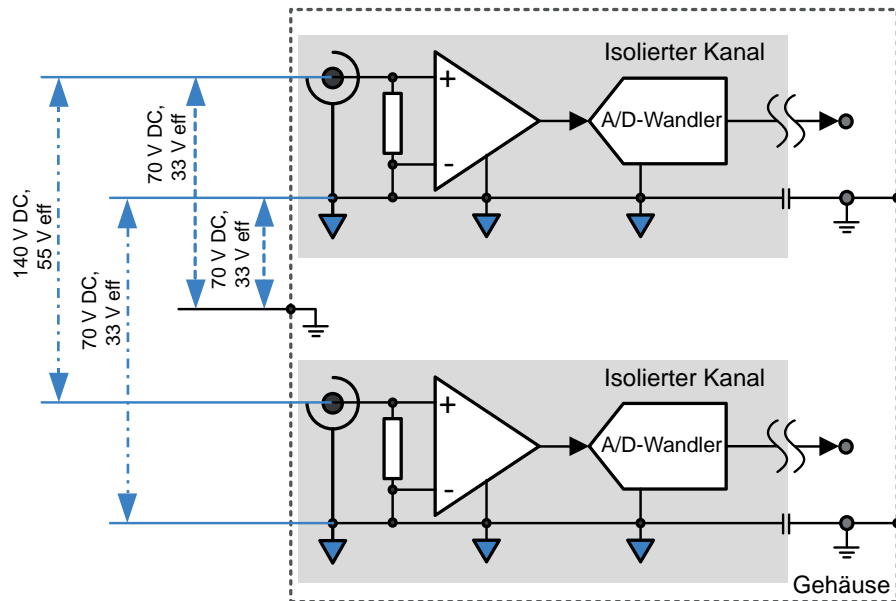 Isolierter Kanal
+
-
A/D-Wandler
140 V DC,
55 V eff
70 V DC,
33 V eff
70 V DC,
33 V eff
70 V DC,
33 V eff
Isolierter Kanal
+
-
A/D-Wandler
Gehäuse